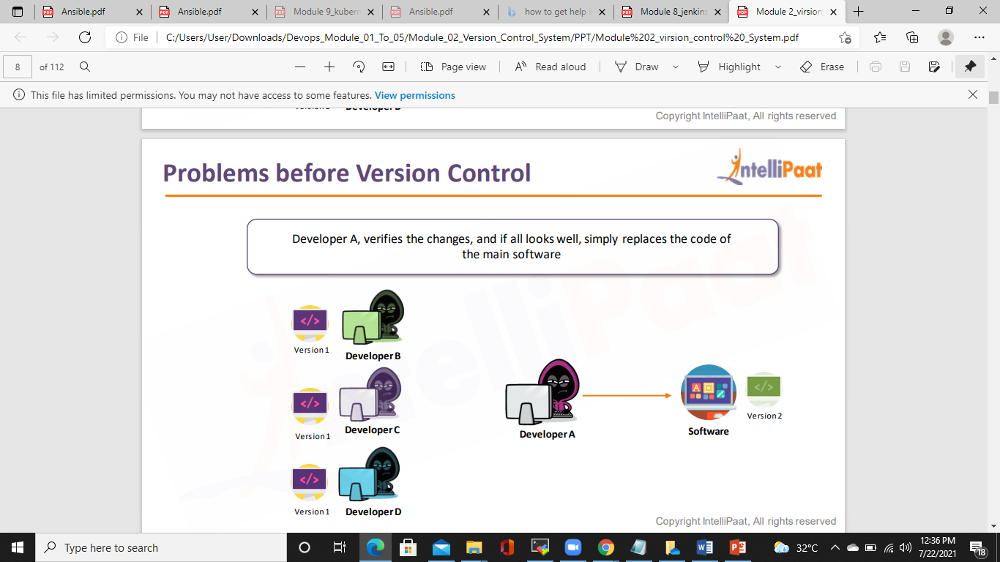 Ansible.pdf
Ansible.pdf
Module 9_kubern
Ansible.pdf
how to get help i
Module 8_jenkins
Module 2_virsion
File
C:/Users/User/Downloads/Devops_Module_01_To_05/Module_02_Version_Control_System/PPT/Module%202_virsion_control%20_System.pdf
8
of 112
Page view
Read aloud
Draw
Highlight
Erase
This file has limited permissions. You may not have access to some features. View permissions
Copyright IntelliPaat, All rights reserved
Problems before Version Control
IntelliPaat
Developer A, verifies the changes, and if all looks well, simply replaces the code of
the main software
</>
Version 1
Developer B
</>
Version 1
Developer C
</>
Version 1
Developer D
Developer A
A
Software
</>
Version 2
IntelliPaat
Copyright IntelliPaat, All rights reserved
Type here to search
32°C
12:36 PM
7/22/2021
18